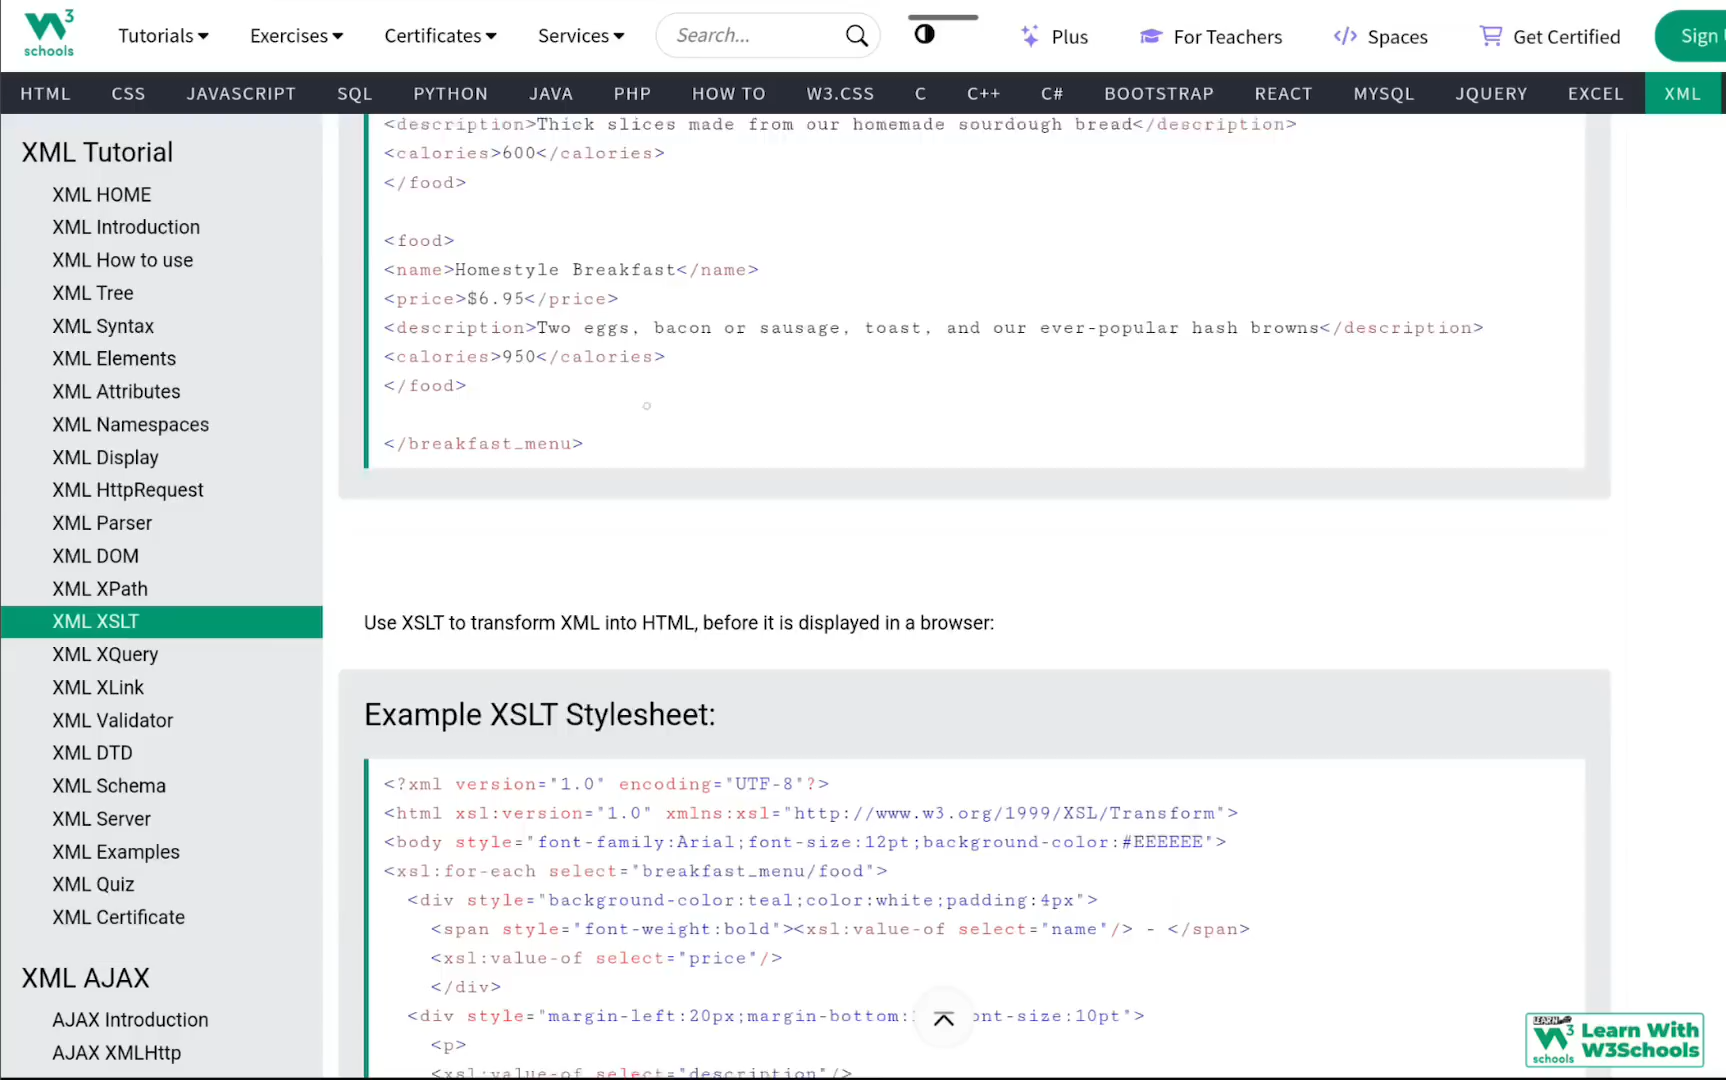 W3 schools
Tutorials Exercises Certificates Services Search... Plus For Teachers Spaces Get Certified Sign
HTML CSS JAVASCRIPT SQL PYTHON JAVA PHP HOW TO W3.CSS C C++ C# BOOTSTRAP REACT MYSQL JQUERY EXCEL XML
XML Tutorial
XML HOME
XML Introduction
XML How to use
XML Tree
XML Syntax
XML Elements
XML Attributes
XML Namespaces
XML Display
XML HttpRequest
XML Parser
XML DOM
XML XPath
XML XSLT
XML XQuery
XML XLink
XML Validator
XML DTD
XML Schema
XML Server
XML Examples
XML Quiz
XML Certificate
XML AJAX
AJAX Introduction
AJAX XMLHttp
<description>Thick slices made from our homemade sourdough bread</description>
<calories>600</calories>
</food>
<food>
<name>Homestyle Breakfast</name>
<price>$6.95</price>
<description>Two eggs, bacon or sausage, toast, and our ever-popular hash browns</description>
<calories>950</calories>
</food>
</breakfast_menu>
Use XSLT to transform XML into HTML, before it is displayed in a browser:
Example XSLT Stylesheet:
<?xml version="1.0" encoding="UTF-8"?>
<html xsl:version="1.0" xmlns:xsl="http://www.w3.org/1999/XSL/Transform">
<body style="font-family:Arial;font-size:12pt;background-color:#EEEEEE">
<xsl:for-each select="breakfast_menu/food">
<div style="background-color:teal;color:white;padding:4px">
<span style="font-weight:bold"><xsl:value-of select="name"/> - </span>
<xsl:value-of select="price"/>
</div>
<div style="margin-left:20px;margin-bottom: ont-size:10pt">
<p>
<xsl:value-of select="description"/>
LEARN
W3 schools
Learn With
W3Schools